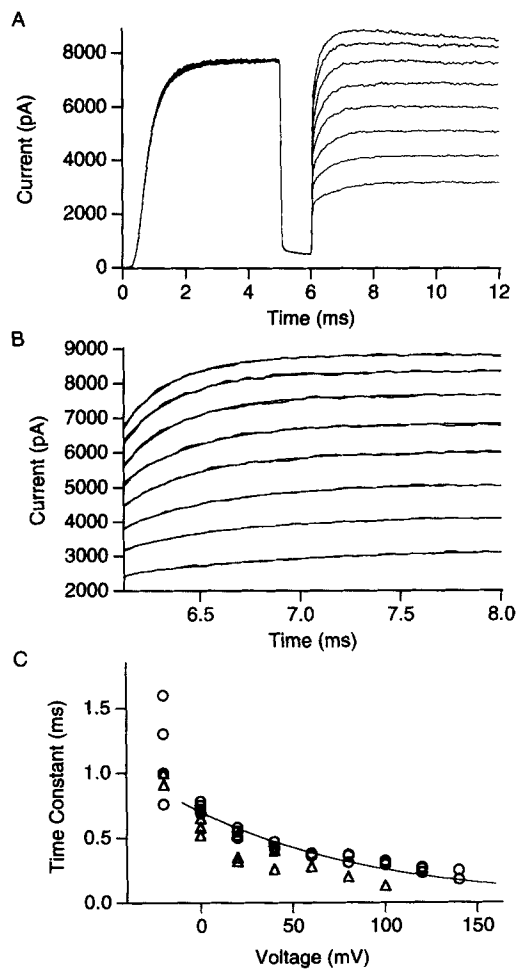 A
8000
6000
4000
2000
0
Current (pA)
0 2 4 6 8 10 12
Time (ms)
B
9000
8000
7000
6000
5000
4000
3000
2000
Current (pA)
6.5 7.0 7.5 8.0
Time (ms)
C
1.5
1.0
0.5
0.0
Time Constant (ms)
0 50 100 150
Voltage (mV)